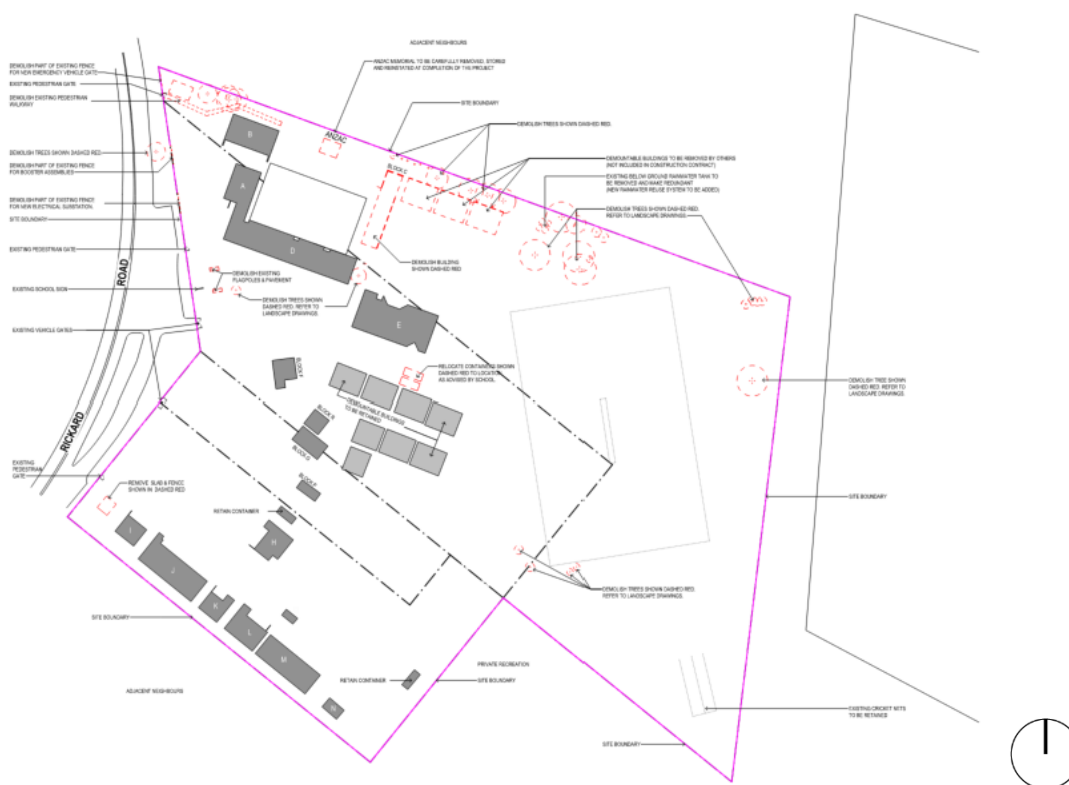 ADJACENT NEIGHBOURS
DEMOLISH PART OF EXISTING FENCE
FOR NEW EMERGENCY VEHICLE GATE
EXISTING PEDESTRIAN GATE
DEMOLISH EXISTING PEDESTRIAN
WALKWAY
ANZAC MEMORIAL TO BE CAREFULLY REMOVED, STORED
AND REINSTATED AT COMPLETION OF THE PROJECT
SITE BOUNDARY
DEMOLISH TREES SHOWN DASHED RED.
ANZAC
B
DEMOLISH TREES SHOWN DASHED RED
DEMOLISH PART OF EXISTING FENCE
FOR BOOSTER ASSEMBLIES
BLOCK C
DEMOUNTABLE BUILDINGS TO BE REMOVED BY OTHERS
(NOT INCLUDED IN CONSTRUCTION CONTRACT)
EXISTING BELOW GROUND RAINWATER TANK TO
BE REMOVED AND MAKE REDUNDANT
(NEW RAINWATER REUSE SYSTEM TO BE ADDED)
A
DEMOLISH PART OF EXISTING FENCE
FOR NEW ELECTRICAL SUBSTATION.
SITE BOUNDARY
DEMOLISH TREES SHOWN DASHED RED.
REFER TO LANDSCAPE DRAWINGS.
EXISTING PEDESTRIAN GATE
D
DEMOLISH BUILDING
SHOWN DASHED RED
ROAD
DEMOLISH EXISTING
FLAGPOLES & PAVEMENT
EXISTING SCHOOL SIGN
DEMOLISH TREES SHOWN
DASHED RED. REFER TO
LANDSCAPE DRAWINGS.
EXISTING VEHICLE GATES
E
BLOCK F
RELOCATE CONTAINERS SHOWN
DASHED RED TO LOCATION
AS ADVISED BY SCHOOL
DEMOLISH TREE SHOWN
DASHED RED. REFER TO
LANDSCAPE DRAWINGS.
DEMOUNTABLE BUILDINGS
TO BE RETAINED
RICKARD
EXISTING
PEDESTRIAN
GATE
REMOVE SLAB & FENCE
SHOWN IN DASHED RED
BLOCK G
BLOCK P
SITE BOUNDARY
RETAIN CONTAINER
I
H
J
K
L
M
DEMOLISH TREES SHOWN DASHED RED.
REFER TO LANDSCAPE DRAWINGS.
SITE BOUNDARY
PRIVATE RECREATION
SITE BOUNDARY
RETAIN CONTAINER
ADJACENT NEIGHBOURS
EXISTING CRICKET NETS
TO BE RETAINED
SITE BOUNDARY